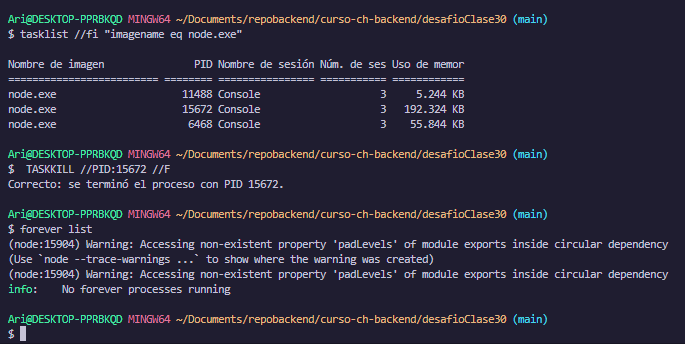 Ari@DESKTOP-PPRBKQD MINGW64 ~/Documents/repobackend/curso-ch-backend/desafioClase30 (main)
$ tasklist //fi "imagename eq node.exe"
Nombre de imagen                     PID Nombre de sesión Núm. de ses Uso de memor
========================= ======== ================ =========== ============
node.exe                     11488 Console                    3     5.244 KB
node.exe                     15672 Console                    3   192.324 KB
node.exe                      6468 Console                    3    55.844 KB
Ari@DESKTOP-PPRBKQD MINGW64 ~/Documents/repobackend/curso-ch-backend/desafioClase30 (main)
$  TASKKILL //PID:15672 //F
Correcto: se terminó el proceso con PID 15672.
Ari@DESKTOP-PPRBKQD MINGW64 ~/Documents/repobackend/curso-ch-backend/desafioClase30 (main)
$ forever list
(node:15904) Warning: Accessing non-existent property 'padLevels' of module exports inside circular dependency
(Use `node --trace-warnings ...` to show where the warning was created)
(node:15904) Warning: Accessing non-existent property 'padLevels' of module exports inside circular dependency
info:    No forever processes running
Ari@DESKTOP-PPRBKQD MINGW64 ~/Documents/repobackend/curso-ch-backend/desafioClase30 (main)
$